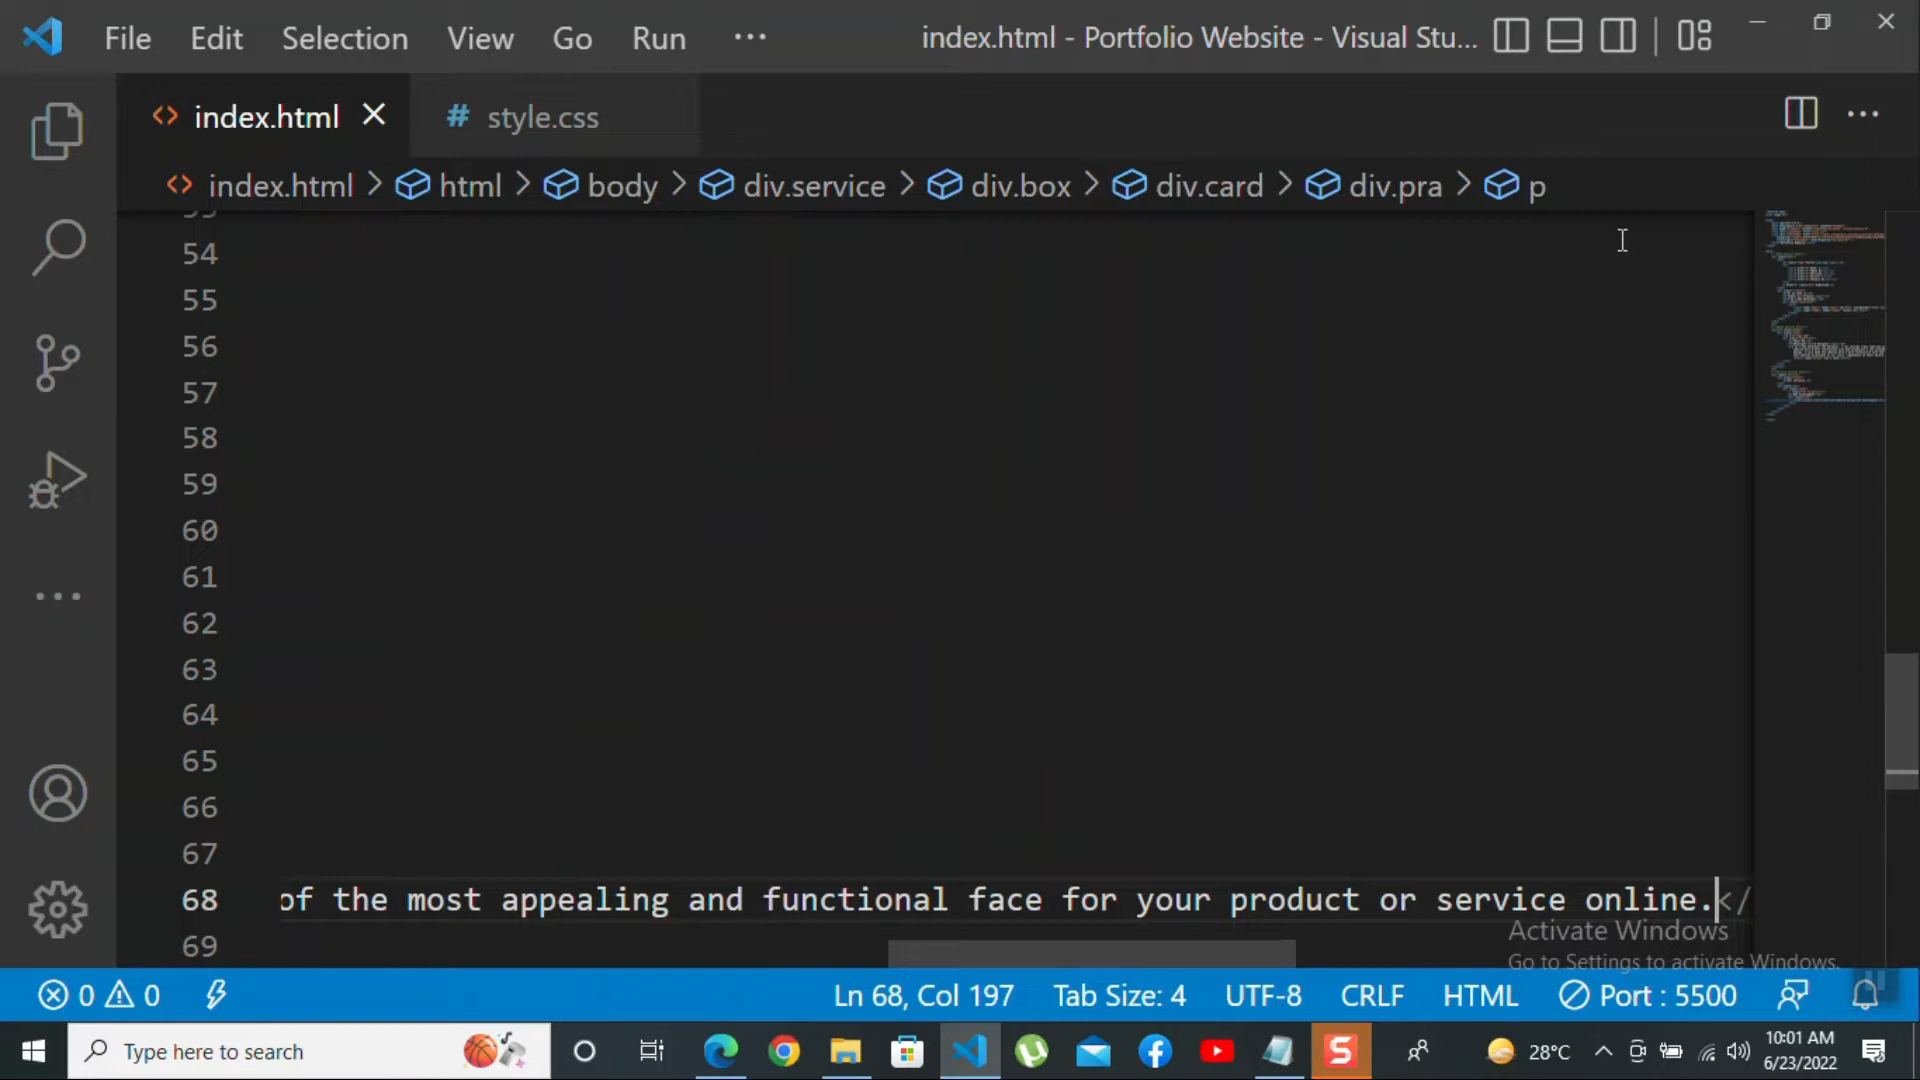 File Edit Selection View Go Run ··· index.html - Portfolio Website - Visual Stu...
index.html # style.css
index.html > html > body > div.service > div.box > div.card > div.pra > p
54
55
56
57
58
59
60
61
62
63
64
65
66
67
68 of the most appealing and functional face for your product or service online.</
69
Activate Windows
Go to Settings to activate Windows.
0 0 Ln 68, Col 197 Tab Size: 4 UTF-8 CRLF HTML Port : 5500
Type here to search S 28°C 10:01 AM
6/23/2022